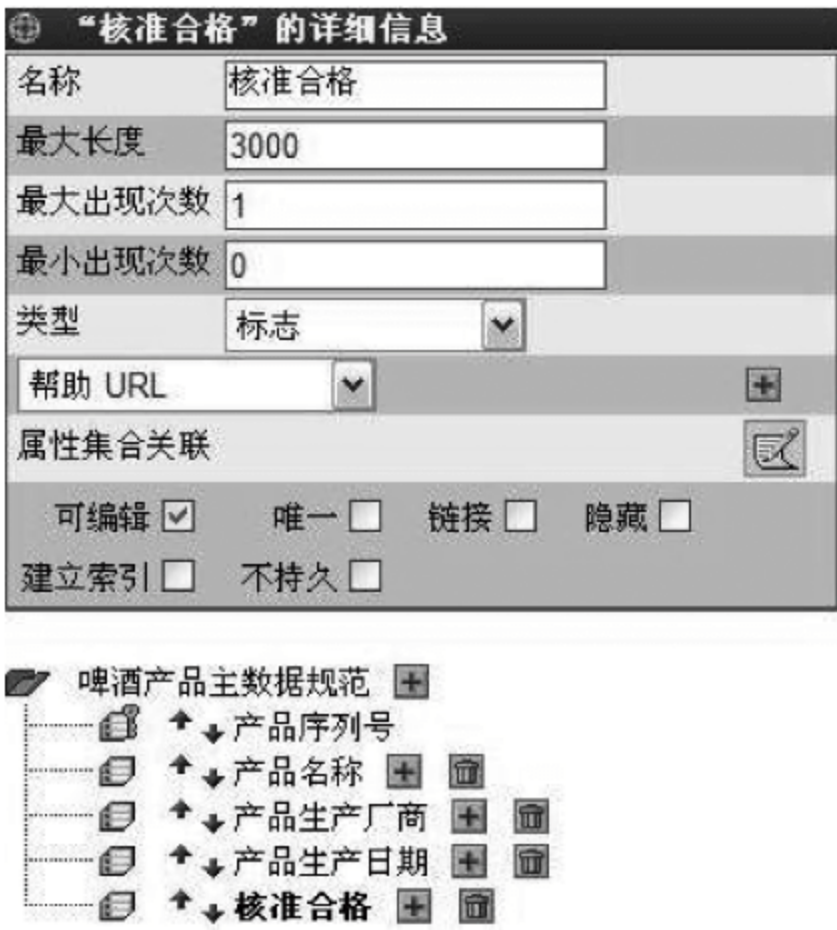 “核准合格”的详细信息
名称 核准合格
最大长度 3000
最大出现次数 1
最小出现次数 0
类型 标志
帮助 URL
属性集合关联
可编辑 唯一 链接 隐藏
建立索引 不持久
啤酒产品主数据规范
产品序列号
产品名称
产品生产厂商
产品生产日期
核准合格